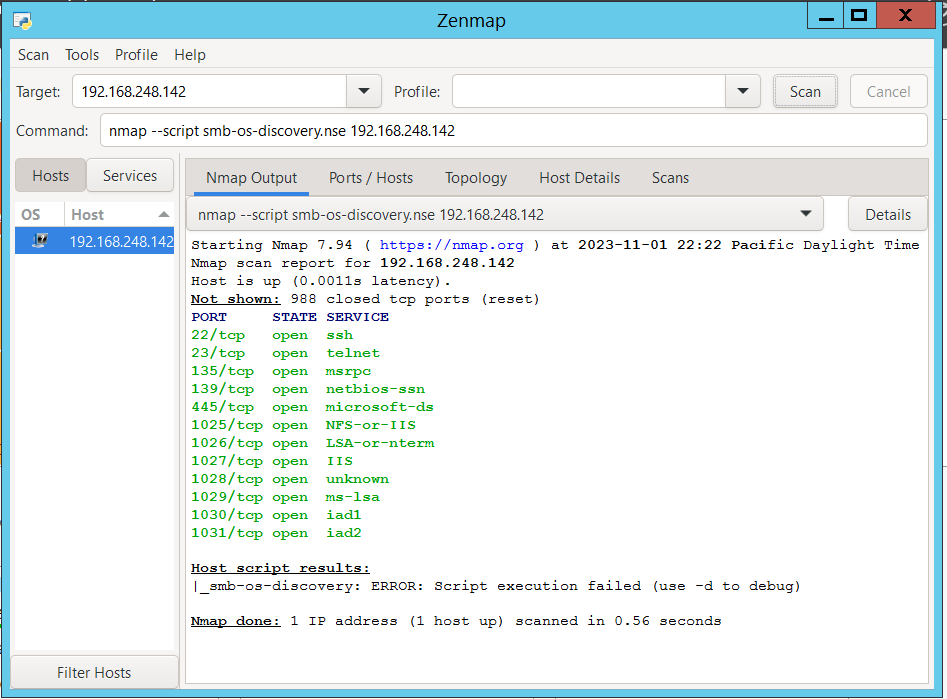 Zenmap
Scan Tools Profile Help
Target: 192.168.248.142 Profile: Scan Cancel
Command: nmap --script smb-os-discovery.nse 192.168.248.142
Hosts Services
Nmap Output Ports / Hosts Topology Host Details Scans
OS Host
nmap --script smb-os-discovery.nse 192.168.248.142 Details
192.168.248.142
Starting Nmap 7.94 ( https://nmap.org ) at 2023-11-01 22:22 Pacific Daylight Time
Nmap scan report for 192.168.248.142
Host is up (0.0011s latency).
Not shown: 988 closed tcp ports (reset)
PORT STATE SERVICE
22/tcp open ssh
23/tcp open telnet
135/tcp open msrpc
139/tcp open netbios-ssn
445/tcp open microsoft-ds
1025/tcp open NFS-or-IIS
1026/tcp open LSA-or-nterm
1027/tcp open IIS
1028/tcp open unknown
1029/tcp open ms-lsa
1030/tcp open iad1
1031/tcp open iad2
Host script results:
|_smb-os-discovery: ERROR: Script execution failed (use -d to debug)
Nmap done: 1 IP address (1 host up) scanned in 0.56 seconds
Filter Hosts